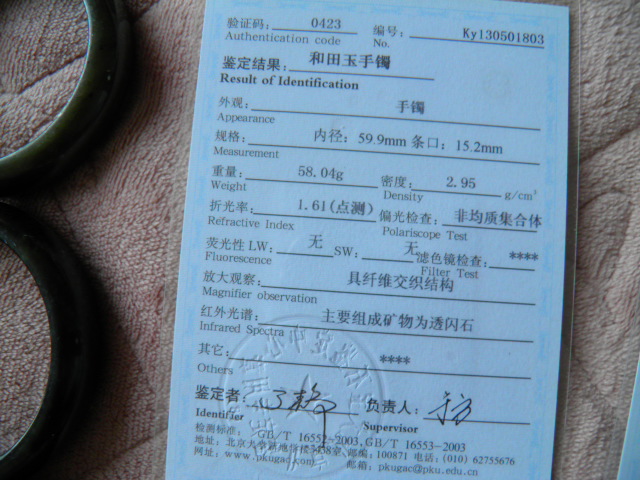 验证码： 0423 编号： Ky130501803
Authentication code No.
鉴定结果： 和田玉手镯
Result of Identification
外观： 手镯
Appearance
规格： 内径：59.9mm 条口：15.2mm
Measurement
重量： 58.04g 密度： 2.95 g/cm³
Weight Density
折光率： 1.61(点测) 偏光检查： 非均质集合体
Refractive Index Polariscope Test
荧光性 LW： 无 SW： 无 滤色镜检查： ****
Fluorescence Filter Test
放大观察： 具纤维交织结构
Magnifier observation
红外光谱： 主要组成矿物为透闪石
Infrared Spectra
其它： ****
Others
鉴定者： 负责人：
Identifier Supervisor
检测标准： GB/T 16552-2003, GB/T 16553-2003
地址：北京大学 邮编：100871 电话：(010) 62755676
网址：www.pkugac.com 邮箱：pkugac@pku.edu.cn